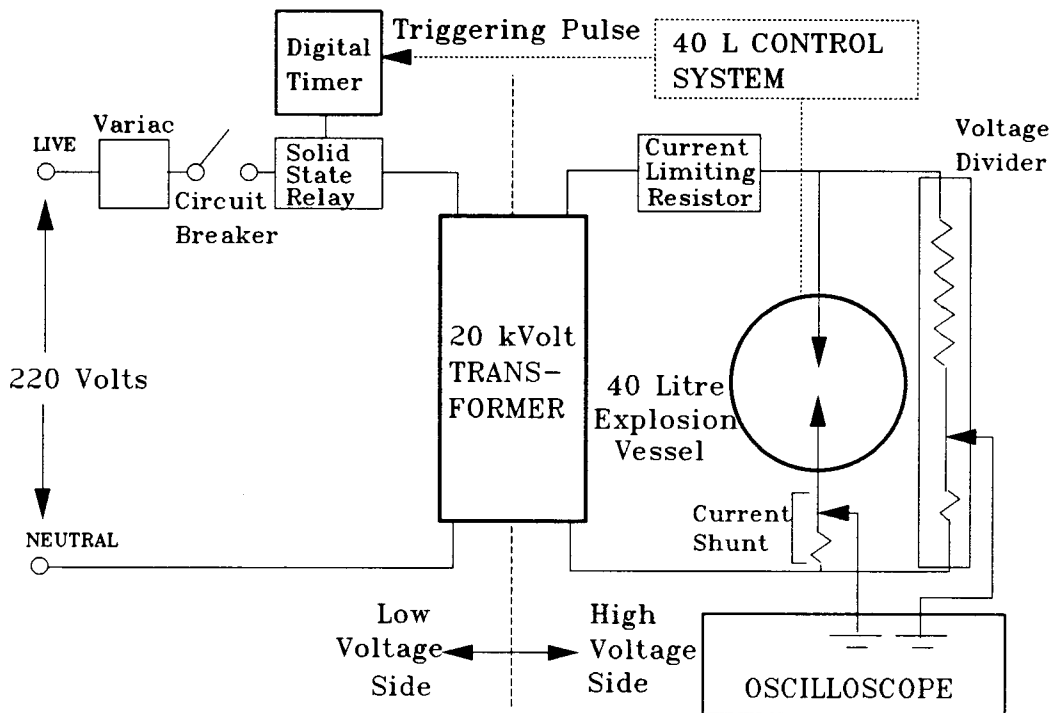 Digital
Timer
Triggering Pulse
40 L CONTROL
SYSTEM
LIVE
Variac
Circuit
Breaker
Solid
State
Relay
Current
Limiting
Resistor
Voltage
Divider
220 Volts
20 kVolt
TRANS-
FORMER
40 Litre
Explosion
Vessel
Current
Shunt
NEUTRAL
Low
Voltage
Side
High
Voltage
Side
OSCILLOSCOPE